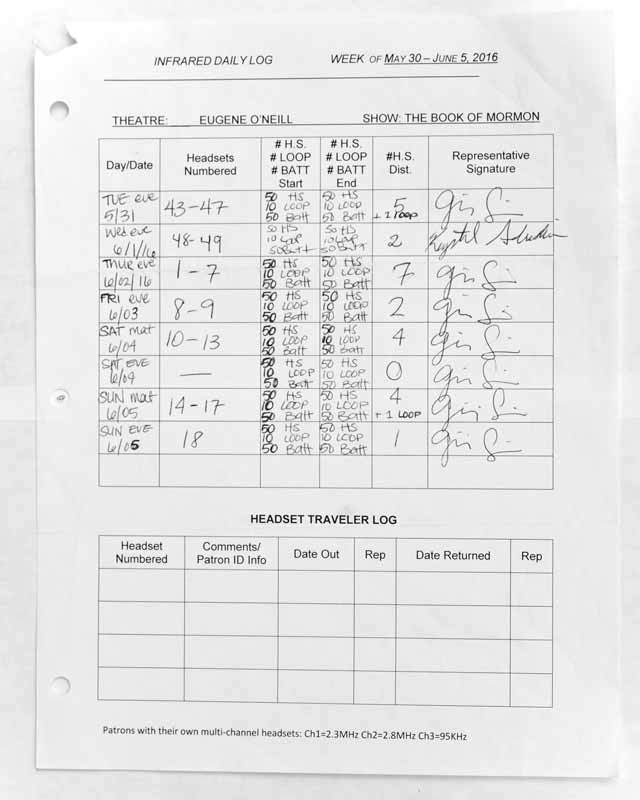 INFRARED DAILY LOG WEEK OF MAY 30 – JUNE 5, 2016
THEATRE: EUGENE O'NEILL SHOW: THE BOOK OF MORMON
Day/Date
Headsets
Numbered
# H.S.
# LOOP
# BATT
Start
# H.S.
# LOOP
# BATT
End
#H.S.
Dist.
Representative
Signature
TUE eve
5/31
43-47
50 HS
10 LOOP
50 Batt
50 HS
10 LOOP
50 Batt
5
+ 1 LOOP
Wed eve
6/1/16
48-49
50 HS
10 Loop
50 Batt
50 HS
10 Loop
50 Batt
2
Krystal
THUR eve
6/02/16
1-7
50 HS
10 LOOP
50 Batt
50 HS
10 LOOP
50 Batt
7
FRI eve
6/03
8-9
50 HS
10 LOOP
50 Batt
50 HS
10 LOOP
50 Batt
2
SAT mat
6/04
10-13
50 HS
10 LOOP
50 Batt
50 HS
10 LOOP
50 Batt
4
SAT, EVE
6/04
—
50 HS
10 LOOP
50 Batt
50 HS
10 LOOP
50 Batt
0
SUN mat
6/05
14-17
50 HS
10 LOOP
50 Batt
50 HS
10 LOOP
50 Batt
4
+ 1 LOOP
SUN EVE
6/05
18
50 HS
10 LOOP
50 Batt
50 HS
10 LOOP
50 Batt
1
HEADSET TRAVELER LOG
Headset
Numbered
Comments/
Patron ID Info
Date Out
Rep
Date Returned
Rep
Patrons with their own multi-channel headsets: Ch1=2.3MHz Ch2=2.8MHz Ch3=95KHz